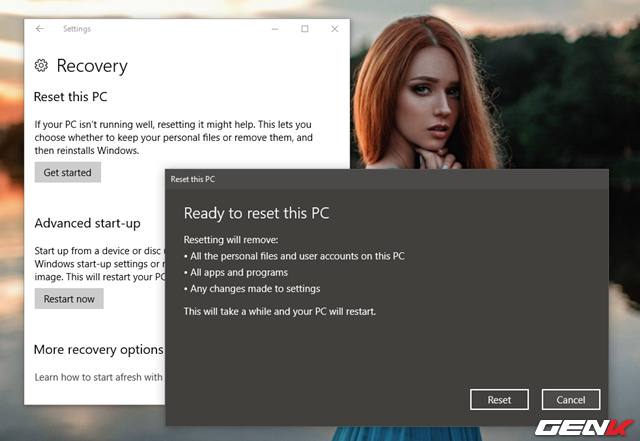 Settings
Recovery
Reset this PC
If your PC isn't running well, resetting it might help. This lets you
choose whether to keep your personal files or remove them, and
then reinstalls Windows.
Get started
Advanced start-up
Start up from a device or disc
Windows start-up settings or
image. This will restart your PC
Restart now
More recovery options
Learn how to start afresh with
Reset this PC
Ready to reset this PC
Resetting will remove:
• All the personal files and user accounts on this PC
• All apps and programs
• Any changes made to settings
This will take a while and your PC will restart.
Reset
Cancel
GENK